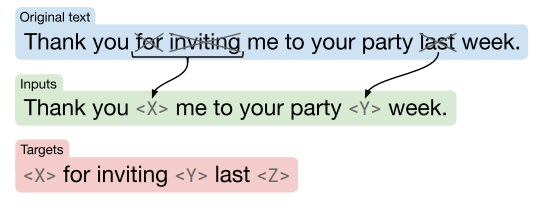 Original text
Thank you for inviting me to your party last week.
Inputs
Thank you <X> me to your party <Y> week.
Targets
<X> for inviting <Y> last <Z>